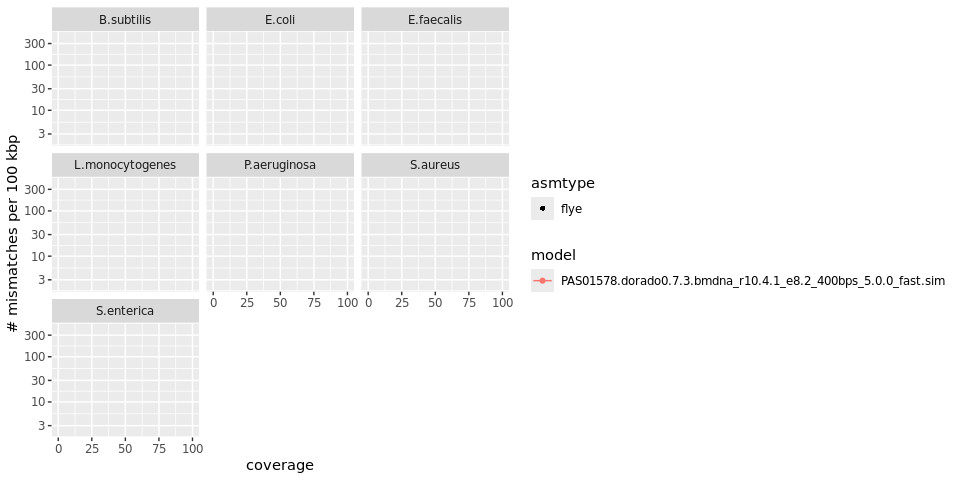 B.subtilis E.coli E.faecalis
300
100
30
10
3
L.monocytogenes P.aeruginosa S.aureus
300
100
30
10
3
0 25 50 75 100 0 25 50 75 100
S.enterica
300
100
30
10
3
0 25 50 75 100
coverage
# mismatches per 100 kbp
asmtype
flye
model
PAS01578.dorado0.7.3.bmdna_r10.4.1_e8.2_400bps_5.0.0_fast.sim